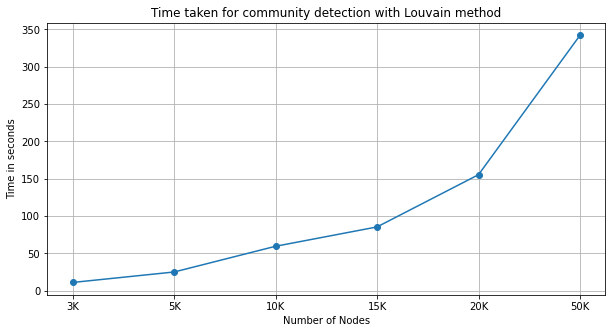 Time taken for community detection with Louvain method
Time in seconds
350
300
250
200
150
100
50
0
3K 5K 10K 15K 20K 50K
Number of Nodes